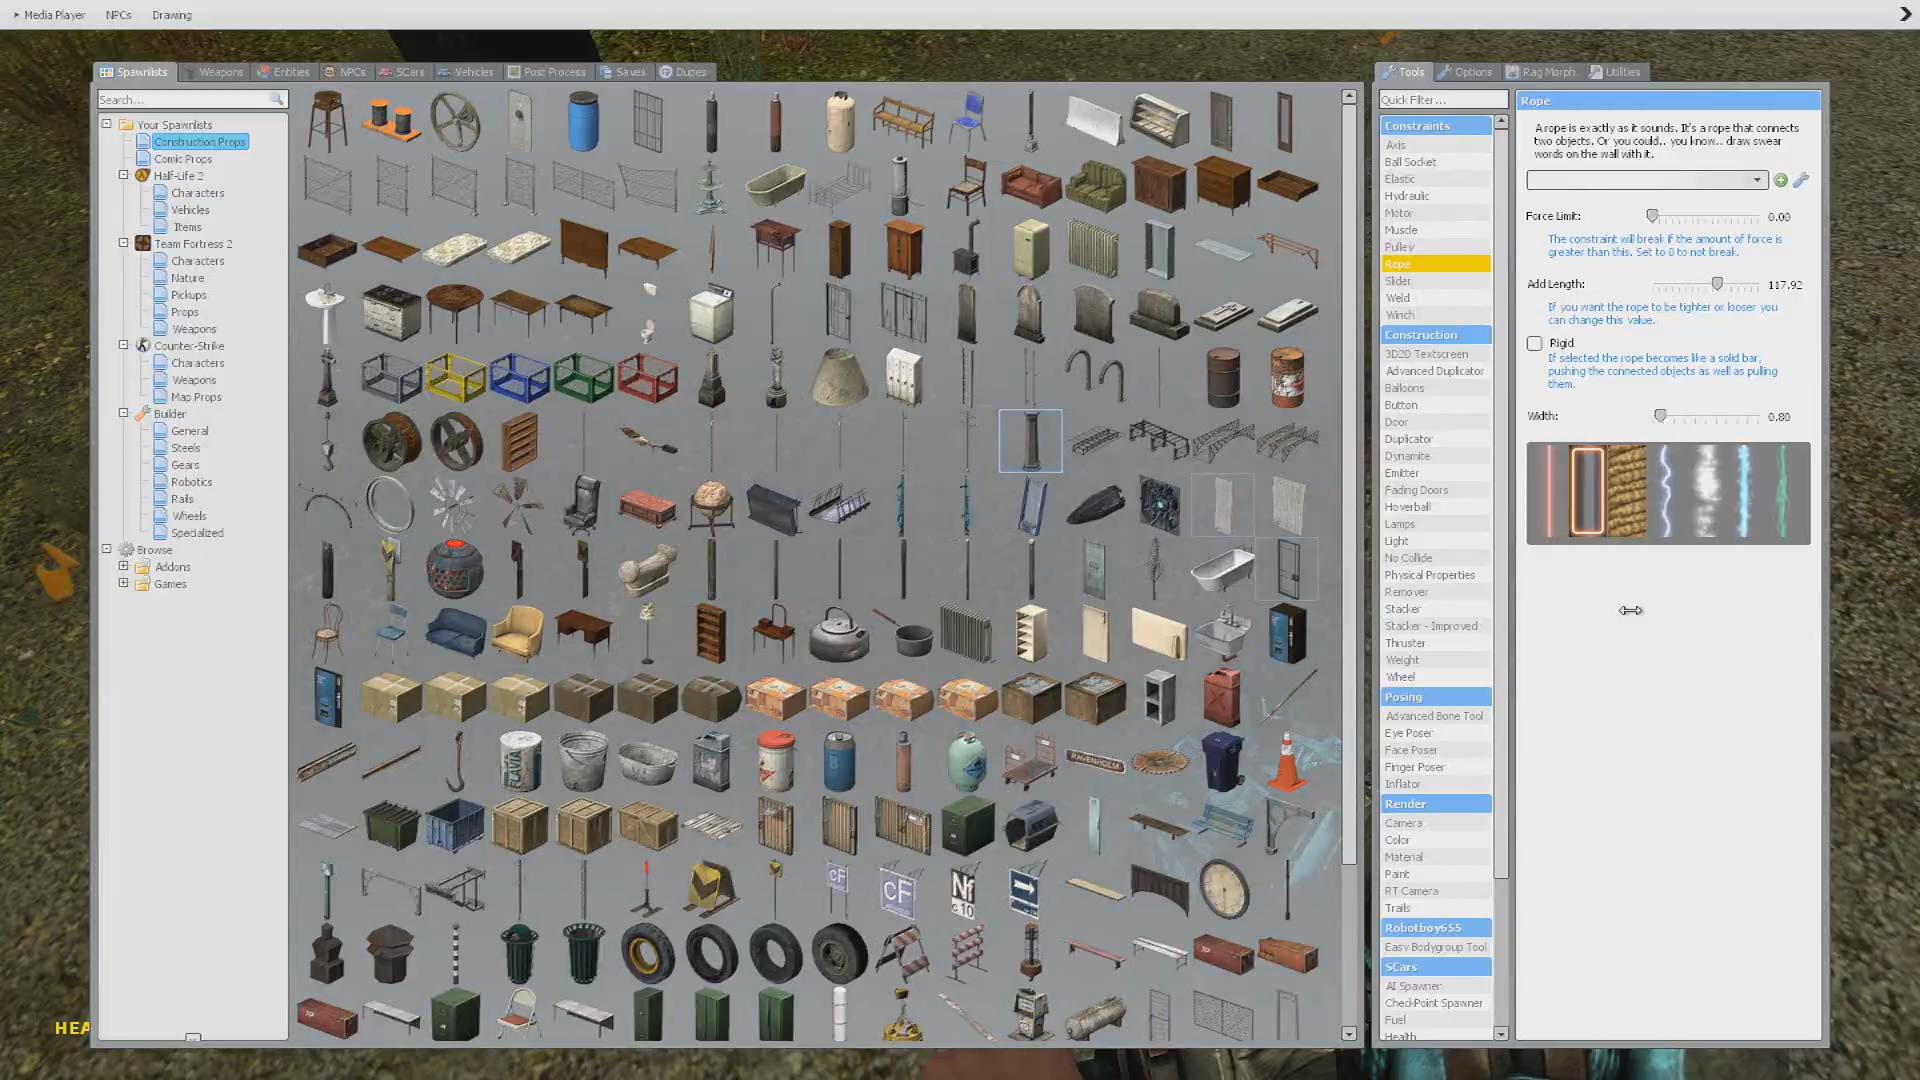 Media Player
NPCs
Drawing
Spawnlists
Weapons
Entities
NPCs
SCars
Vehicles
Post Process
Saves
Dupes
Search...
Your Spawnlists
Construction Props
Comic Props
Half-Life 2
Characters
Vehicles
Items
Team Fortress 2
Characters
Nature
Pickups
Props
Weapons
Counter-Strike
Characters
Weapons
Map Props
Builder
General
Steels
Gears
Robotics
Rails
Wheels
Specialized
Browse
Addons
Games
RAVENHOLM
cF
CF
Nf
c 10
HEA
Tools
Options
Rag Morph
Utilities
Quick Filter...
Constraints
Axis
Ball Socket
Elastic
Hydraulic
Motor
Muscle
Pulley
Rope
Slider
Weld
Winch
Construction
3D2D Textscreen
Advanced Duplicator
Balloons
Button
Door
Duplicator
Dynamite
Emitter
Fading Doors
Hoverball
Lamps
Light
No Collide
Physical Properties
Remover
Stacker
Stacker - Improved
Thruster
Weight
Wheel
Posing
Advanced Bone Tool
Eye Poser
Face Poser
Finger Poser
Inflator
Render
Camera
Color
Material
Paint
RT Camera
Trails
Robotboy655
Easy Bodygroup Tool
SCars
AI Spawner
CheckPoint Spawner
Fuel
Health
Rope
A rope is exactly as it sounds. It's a rope that connects
two objects. Or you could.. you know.. draw swear
words on the wall with it.
Force Limit: 0.00
The constraint will break if the amount of force is
greater than this. Set to 0 to not break.
Add Length: 117.92
If you want the rope to be tighter or looser you
can change this value.
Rigid
If selected the rope becomes like a solid bar,
pushing the connected objects as well as pulling
them.
Width: 0.80